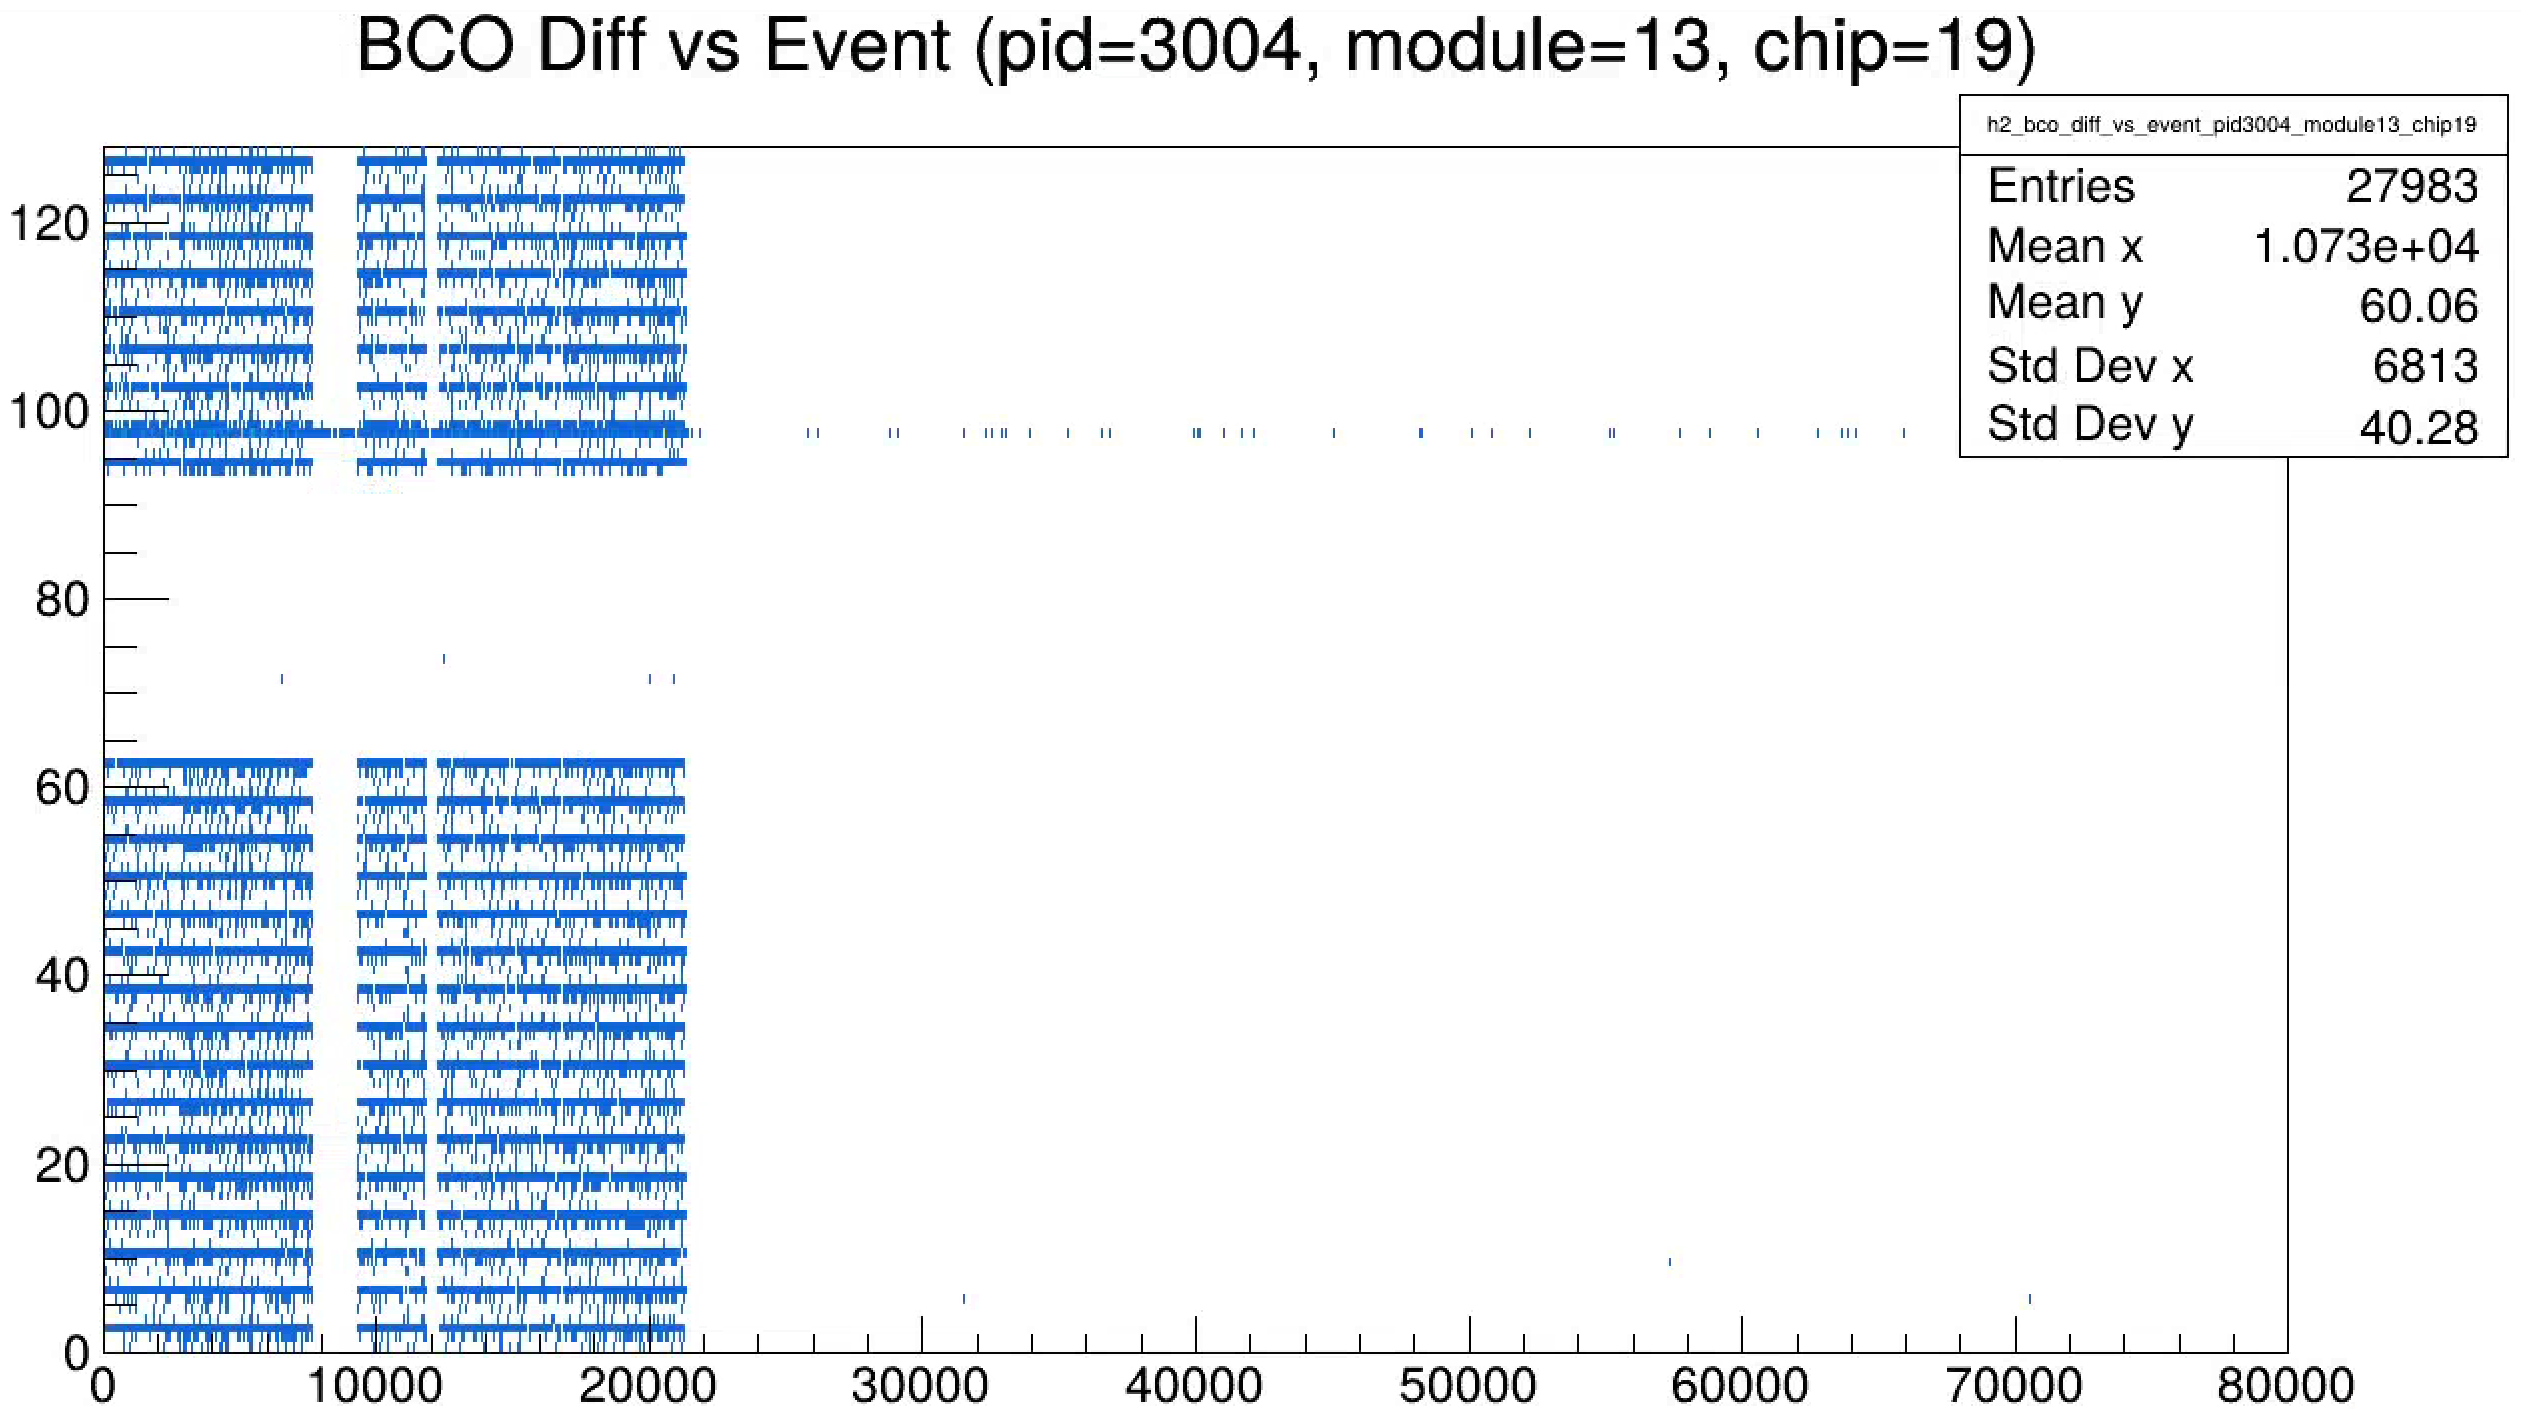 BCO Diff vs Event (pid=3004, module=13, chip=19)
h2_bco_diff_vs_event_pid3004_module13_chip19
Entries 27983
Mean x 1.073e+04
Mean y 60.06
Std Dev x 6813
Std Dev y 40.28
120
100
80
60
40
20
0
0 10000 20000 30000 40000 50000 60000 70000 80000